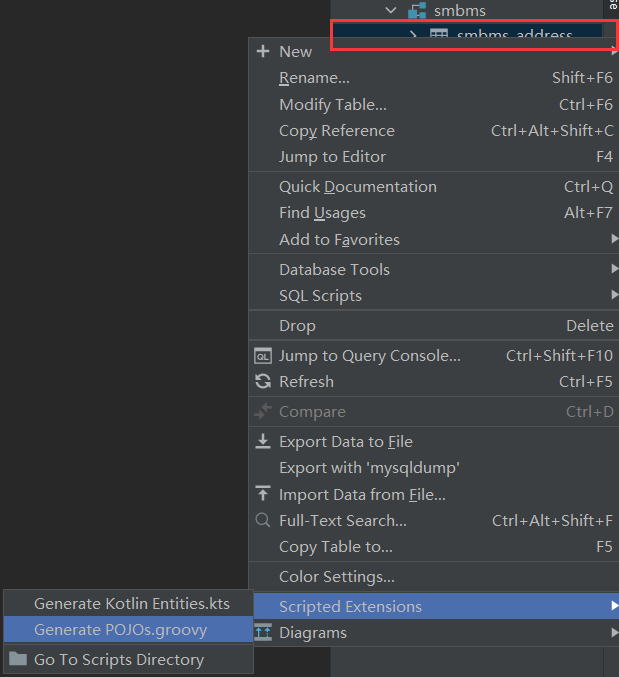 smbms
smbms_address
New
Rename... Shift+F6
Modify Table... Ctrl+F6
Copy Reference Ctrl+Alt+Shift+C
Jump to Editor F4
Quick Documentation Ctrl+Q
Find Usages Alt+F7
Add to Favorites
Database Tools
SQL Scripts
Drop Delete
QL Jump to Query Console... Ctrl+Shift+F10
Refresh Ctrl+F5
Compare Ctrl+D
Export Data to File
Export with 'mysqldump'
Import Data from File...
Full-Text Search... Ctrl+Alt+Shift+F
Copy Table to... F5
Color Settings...
Scripted Extensions
Diagrams
Generate Kotlin Entities.kts
Generate POJOs.groovy
Go To Scripts Directory